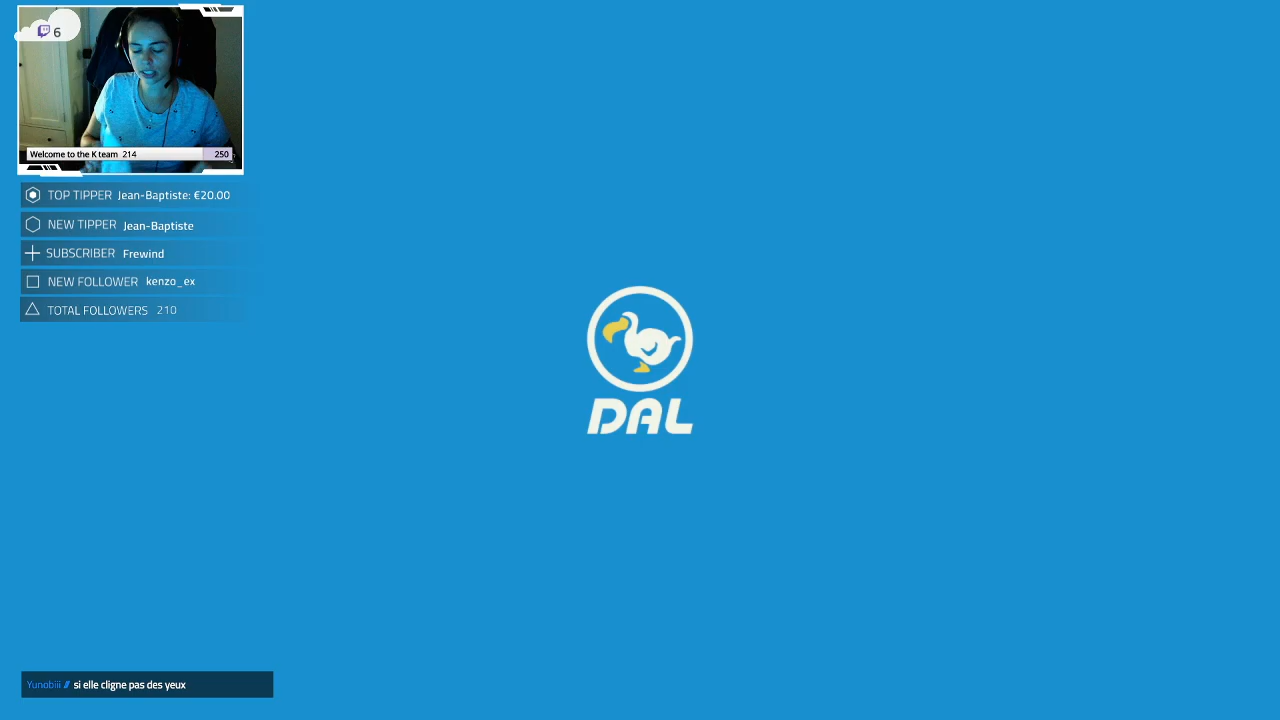 6
Welcome to the K team 214 250
TOP TIPPER Jean-Baptiste: €20.00
NEW TIPPER Jean-Baptiste
SUBSCRIBER Frewind
NEW FOLLOWER kenzo_ex
TOTAL FOLLOWERS 210
DAL
Yunobiii // si elle cligne pas des yeux